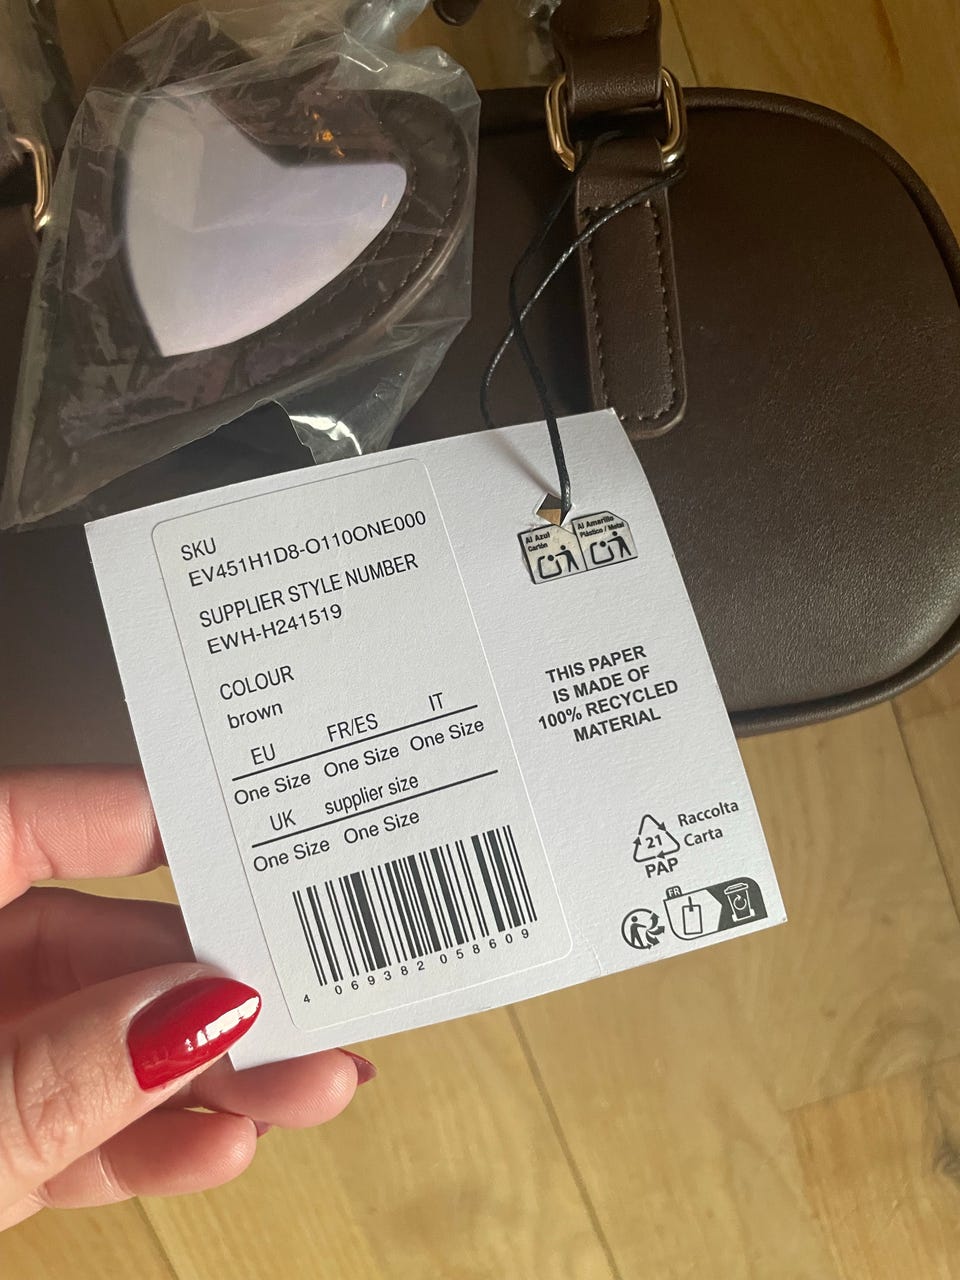 SKU
EV451H1D8-O110ONE000
SUPPLIER STYLE NUMBER
EWH-H241519
COLOUR
brown
EU FR/ES IT
One Size One Size One Size
UK supplier size
One Size One Size
4 069382 058609
Al Azul
Cartón
Al Amarillo
Plástico / Metal
THIS PAPER
IS MADE OF
100% RECYCLED
MATERIAL
21
PAP
Raccolta
Carta
FR